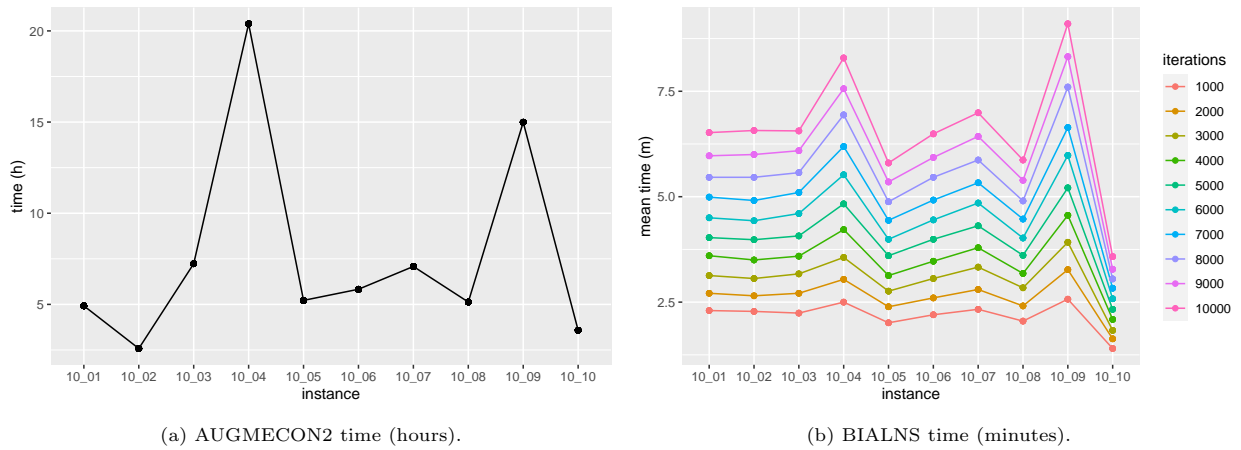 20
15
10
5
time (h)
10_01 10_02 10_03 10_04 10_05 10_06 10_07 10_08 10_09 10_10
instance
(a) AUGMECON2 time (hours).
7.5
5.0
2.5
mean time (m)
10_01 10_02 10_03 10_04 10_05 10_06 10_07 10_08 10_09 10_10
instance
iterations
1000
2000
3000
4000
5000
6000
7000
8000
9000
10000
(b) BIALNS time (minutes).